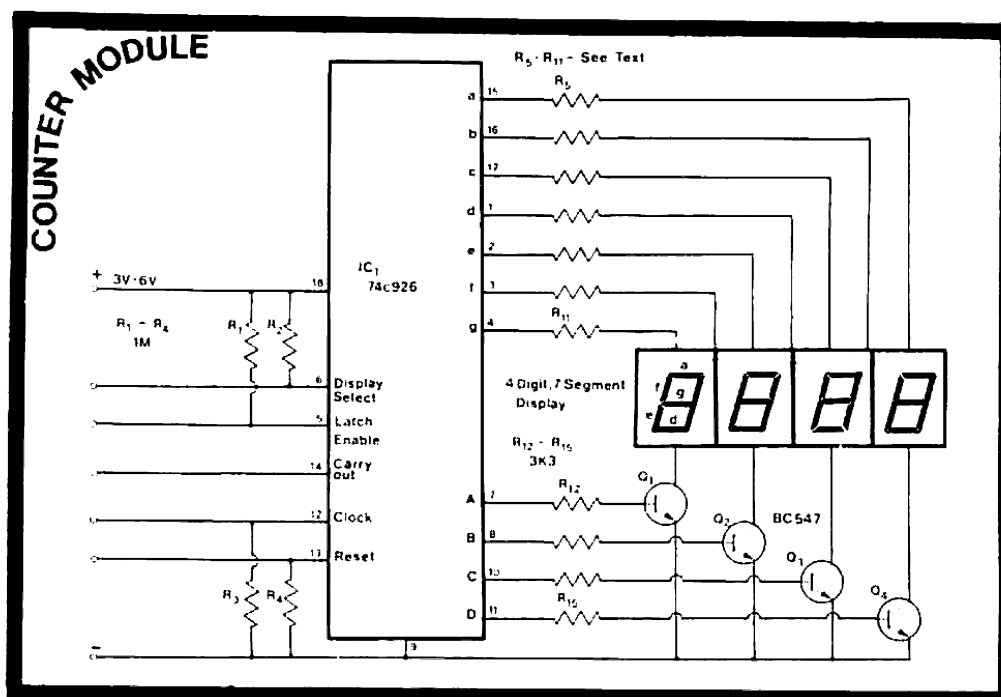 COUNTER MODULE
R5 - R11 - See Text
R5
a 15
b 16
c 17
d 1
e 2
f 3
g 4
R11
IC1
74c926
+ 3V-6V
18
R1 - R4
1M
R1
R2
6 Display Select
5 Latch Enable
14 Carry out
12 Clock
13 Reset
R3
R4
-
9
4 Digit, 7 Segment
Display
a
f
g
e
d
R12 - R15
3K3
A 7
R12
Q1
B 8
Q2
BC547
C 10
Q3
D 11
R15
Q4